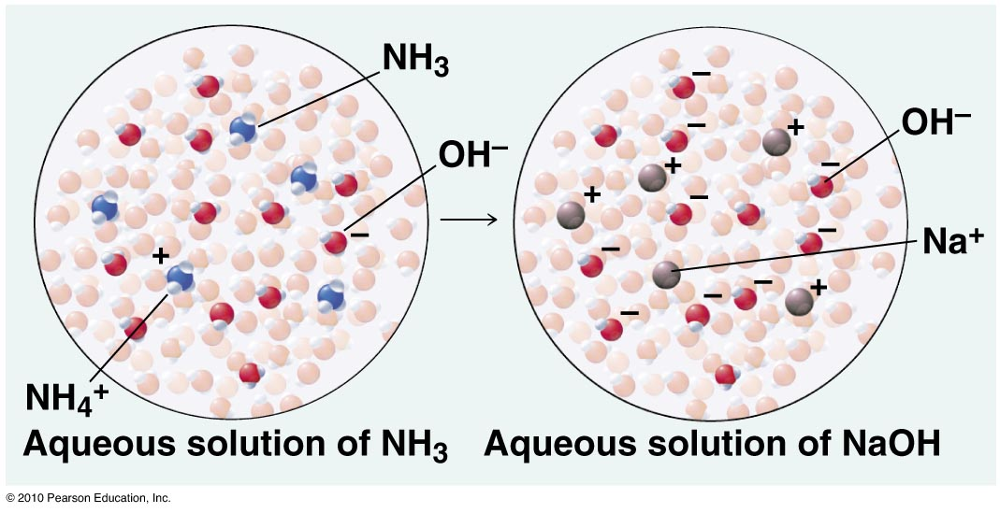 NH₃
OH⁻
+
−
NH₄⁺
Aqueous solution of NH₃
−
−
+
OH⁻
−
+
+
−
−
Na⁺
−
−
+
−
−
Aqueous solution of NaOH
© 2010 Pearson Education, Inc.